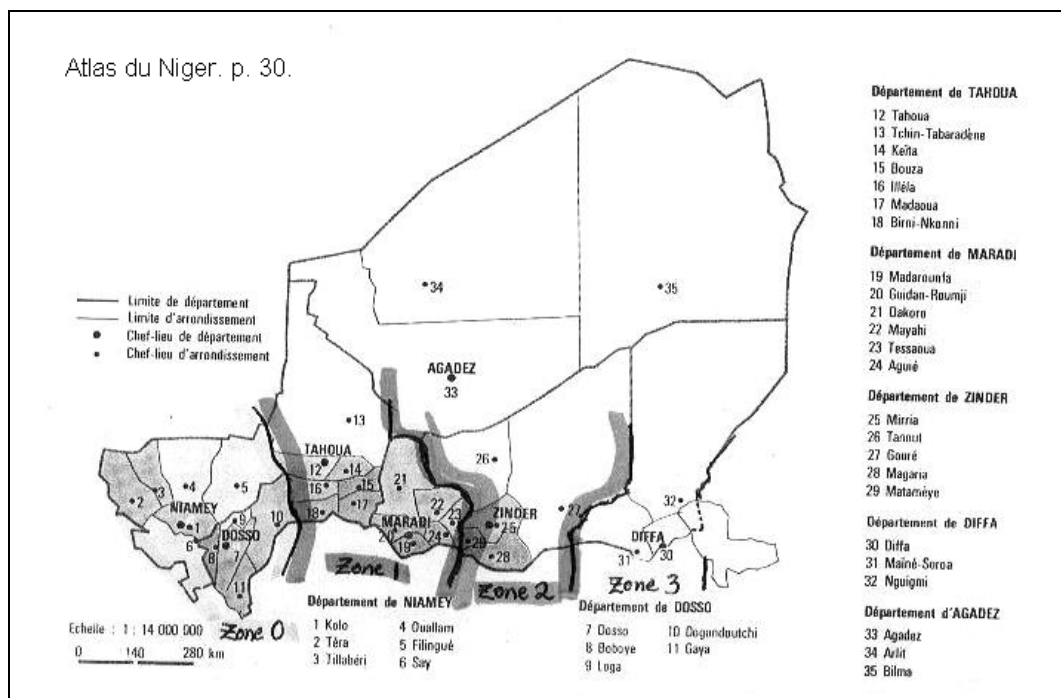 Atlas du Niger. p. 30.
Limite de département
Limite d'arrondissement
Chef-lieu de département
Chef-lieu d'arrondissement
34
35
AGADEZ
33
13
TAHOUA
12
14
16
15
17
18
26
21
22
23
MARADI
20
19
24
ZINDER
25
29
28
27
32
DIFFA
31
30
2
3
4
5
NIAMEY
1
6
9
10
DOSSO
7
8
11
Zone 0
Zone 1
Zone 2
Zone 3
Echelle : 1 : 14 000 000
0 140 280 km
Département de NIAMEY
1 Kolo
2 Téra
3 Tillabéri
4 Ouallam
5 Filingué
6 Say
Département de DOSSO
7 Dosso
8 Boboye
9 Loga
10 Dogondoutchi
11 Gaya
Département de TAHOUA
12 Tahoua
13 Tchin-Tabaradène
14 Keïta
15 Bouza
16 Illéla
17 Madaoua
18 Birni-Nkonni
Département de MARADI
19 Madarounfa
20 Guidan-Roumji
21 Dakoro
22 Mayahi
23 Tessaoua
24 Aguié
Département de ZINDER
25 Mirria
26 Tanout
27 Gouré
28 Magaria
29 Matamèye
Département de DIFFA
30 Diffa
31 Maïné-Soroa
32 Nguigmi
Département d'AGADEZ
33 Agadez
34 Arlit
35 Bilma